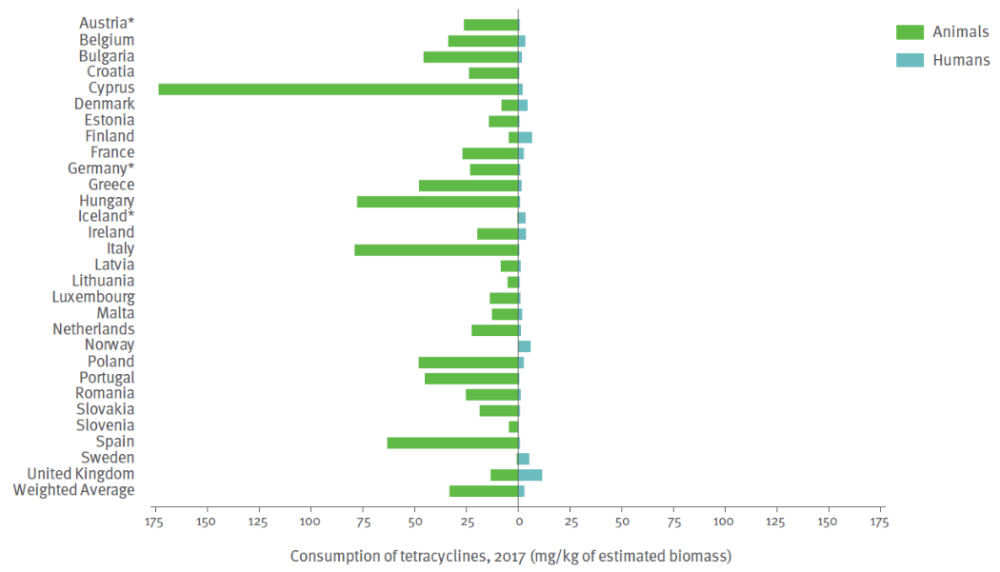 Austria*
Belgium
Bulgaria
Croatia
Cyprus
Denmark
Estonia
Finland
France
Germany*
Greece
Hungary
Iceland*
Ireland
Italy
Latvia
Lithuania
Luxembourg
Malta
Netherlands
Norway
Poland
Portugal
Romania
Slovakia
Slovenia
Spain
Sweden
United Kingdom
Weighted Average
175 150 125 100 75 50 25 0 25 50 75 100 125 150 175
Consumption of tetracyclines, 2017 (mg/kg of estimated biomass)
Animals
Humans